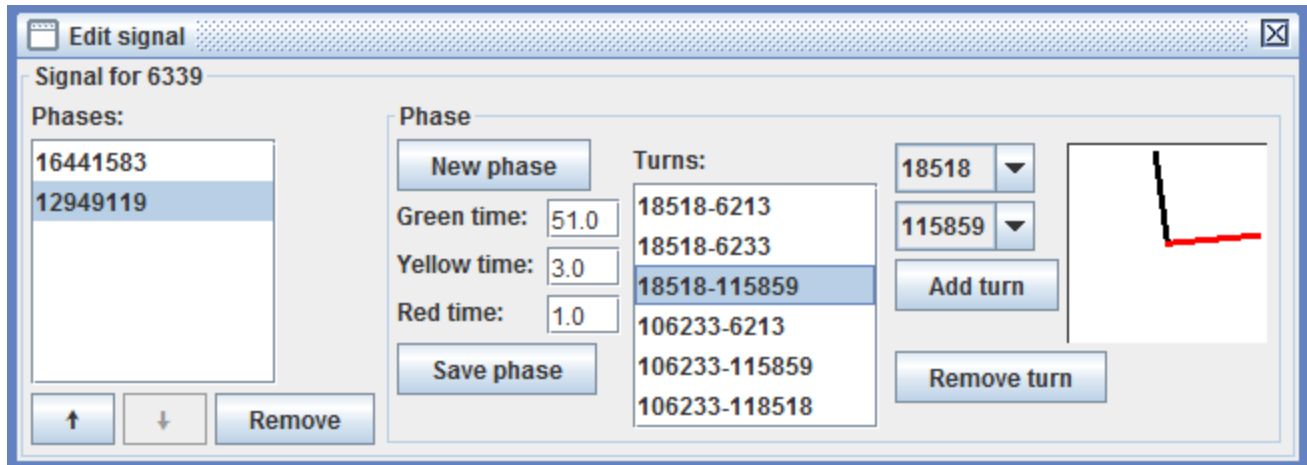 Edit signal
Signal for 6339
Phases:
16441583
12949119
Remove
Phase
New phase
Green time: 51.0
Yellow time: 3.0
Red time: 1.0
Save phase
Turns:
18518-6213
18518-6233
18518-115859
106233-6213
106233-115859
106233-118518
18518
115859
Add turn
Remove turn